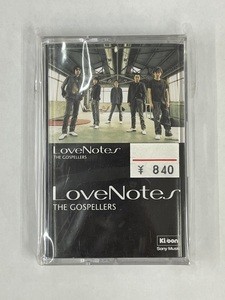 LoveNotes
THE GOSPELLERS
¥ 840
LoveNotes
THE GOSPELLERS
Ki/oon
Sony Music